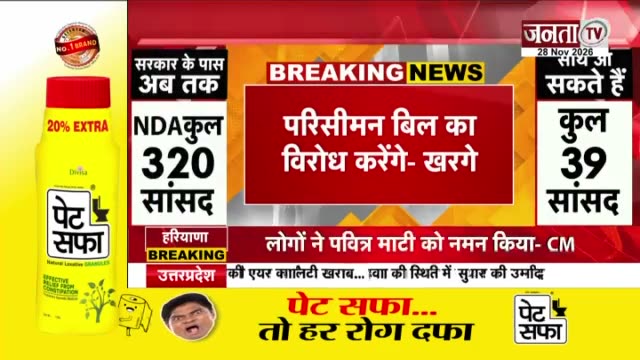 No.1 BRAND
20% EXTRA
Divisa
पेट
सफा
Natural Laxative GRANULES
EFFECTIVE
RELIEF FROM
CONSTIPATION
सरकार के पास
अब तक
NDAकुल
320
सांसद
BREAKING NEWS
परिसीमन बिल का
विरोध करेंगे- खरगे
जनता TV
28 Nov 2026
साथ आ
सकते हैं
कुल
39
सांसद
हरियाणा
BREAKING
उत्तरप्रदेश
लोगों ने पवित्र माटी को नमन किया- CM
की एयर क्वालिटी खराब... हवा की स्थिति में सुधार की उम्मीद
पेट सफा...
तो हर रोग दफा
पेट
सफा